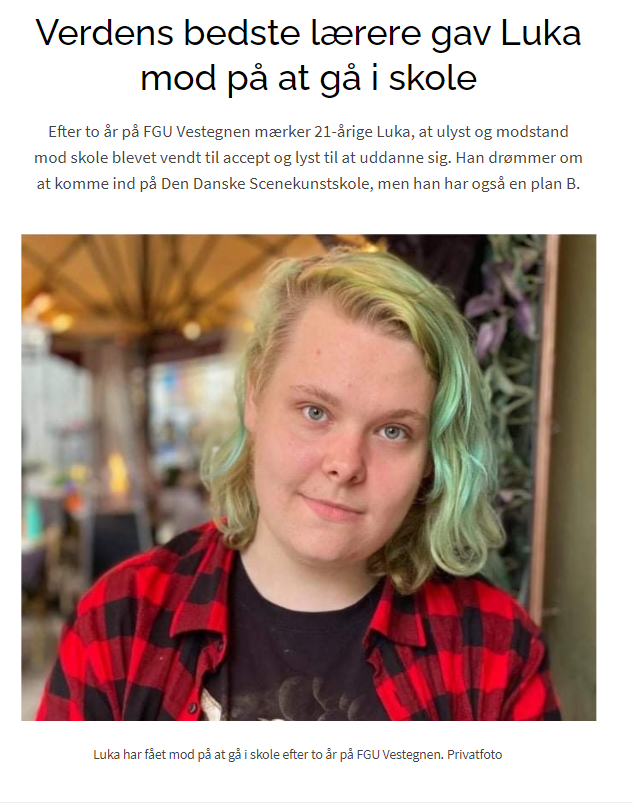 Verdens bedste lærere gav Luka
mod på at gå i skole
Efter to år på FGU Vestegnen mærker 21-årige Luka, at ulyst og modstand
mod skole blevet vendt til accept og lyst til at uddanne sig. Han drømmer om
at komme ind på Den Danske Scenekunstskole, men han har også en plan B.
Luka har fået mod på at gå i skole efter to år på FGU Vestegnen. Privatfoto